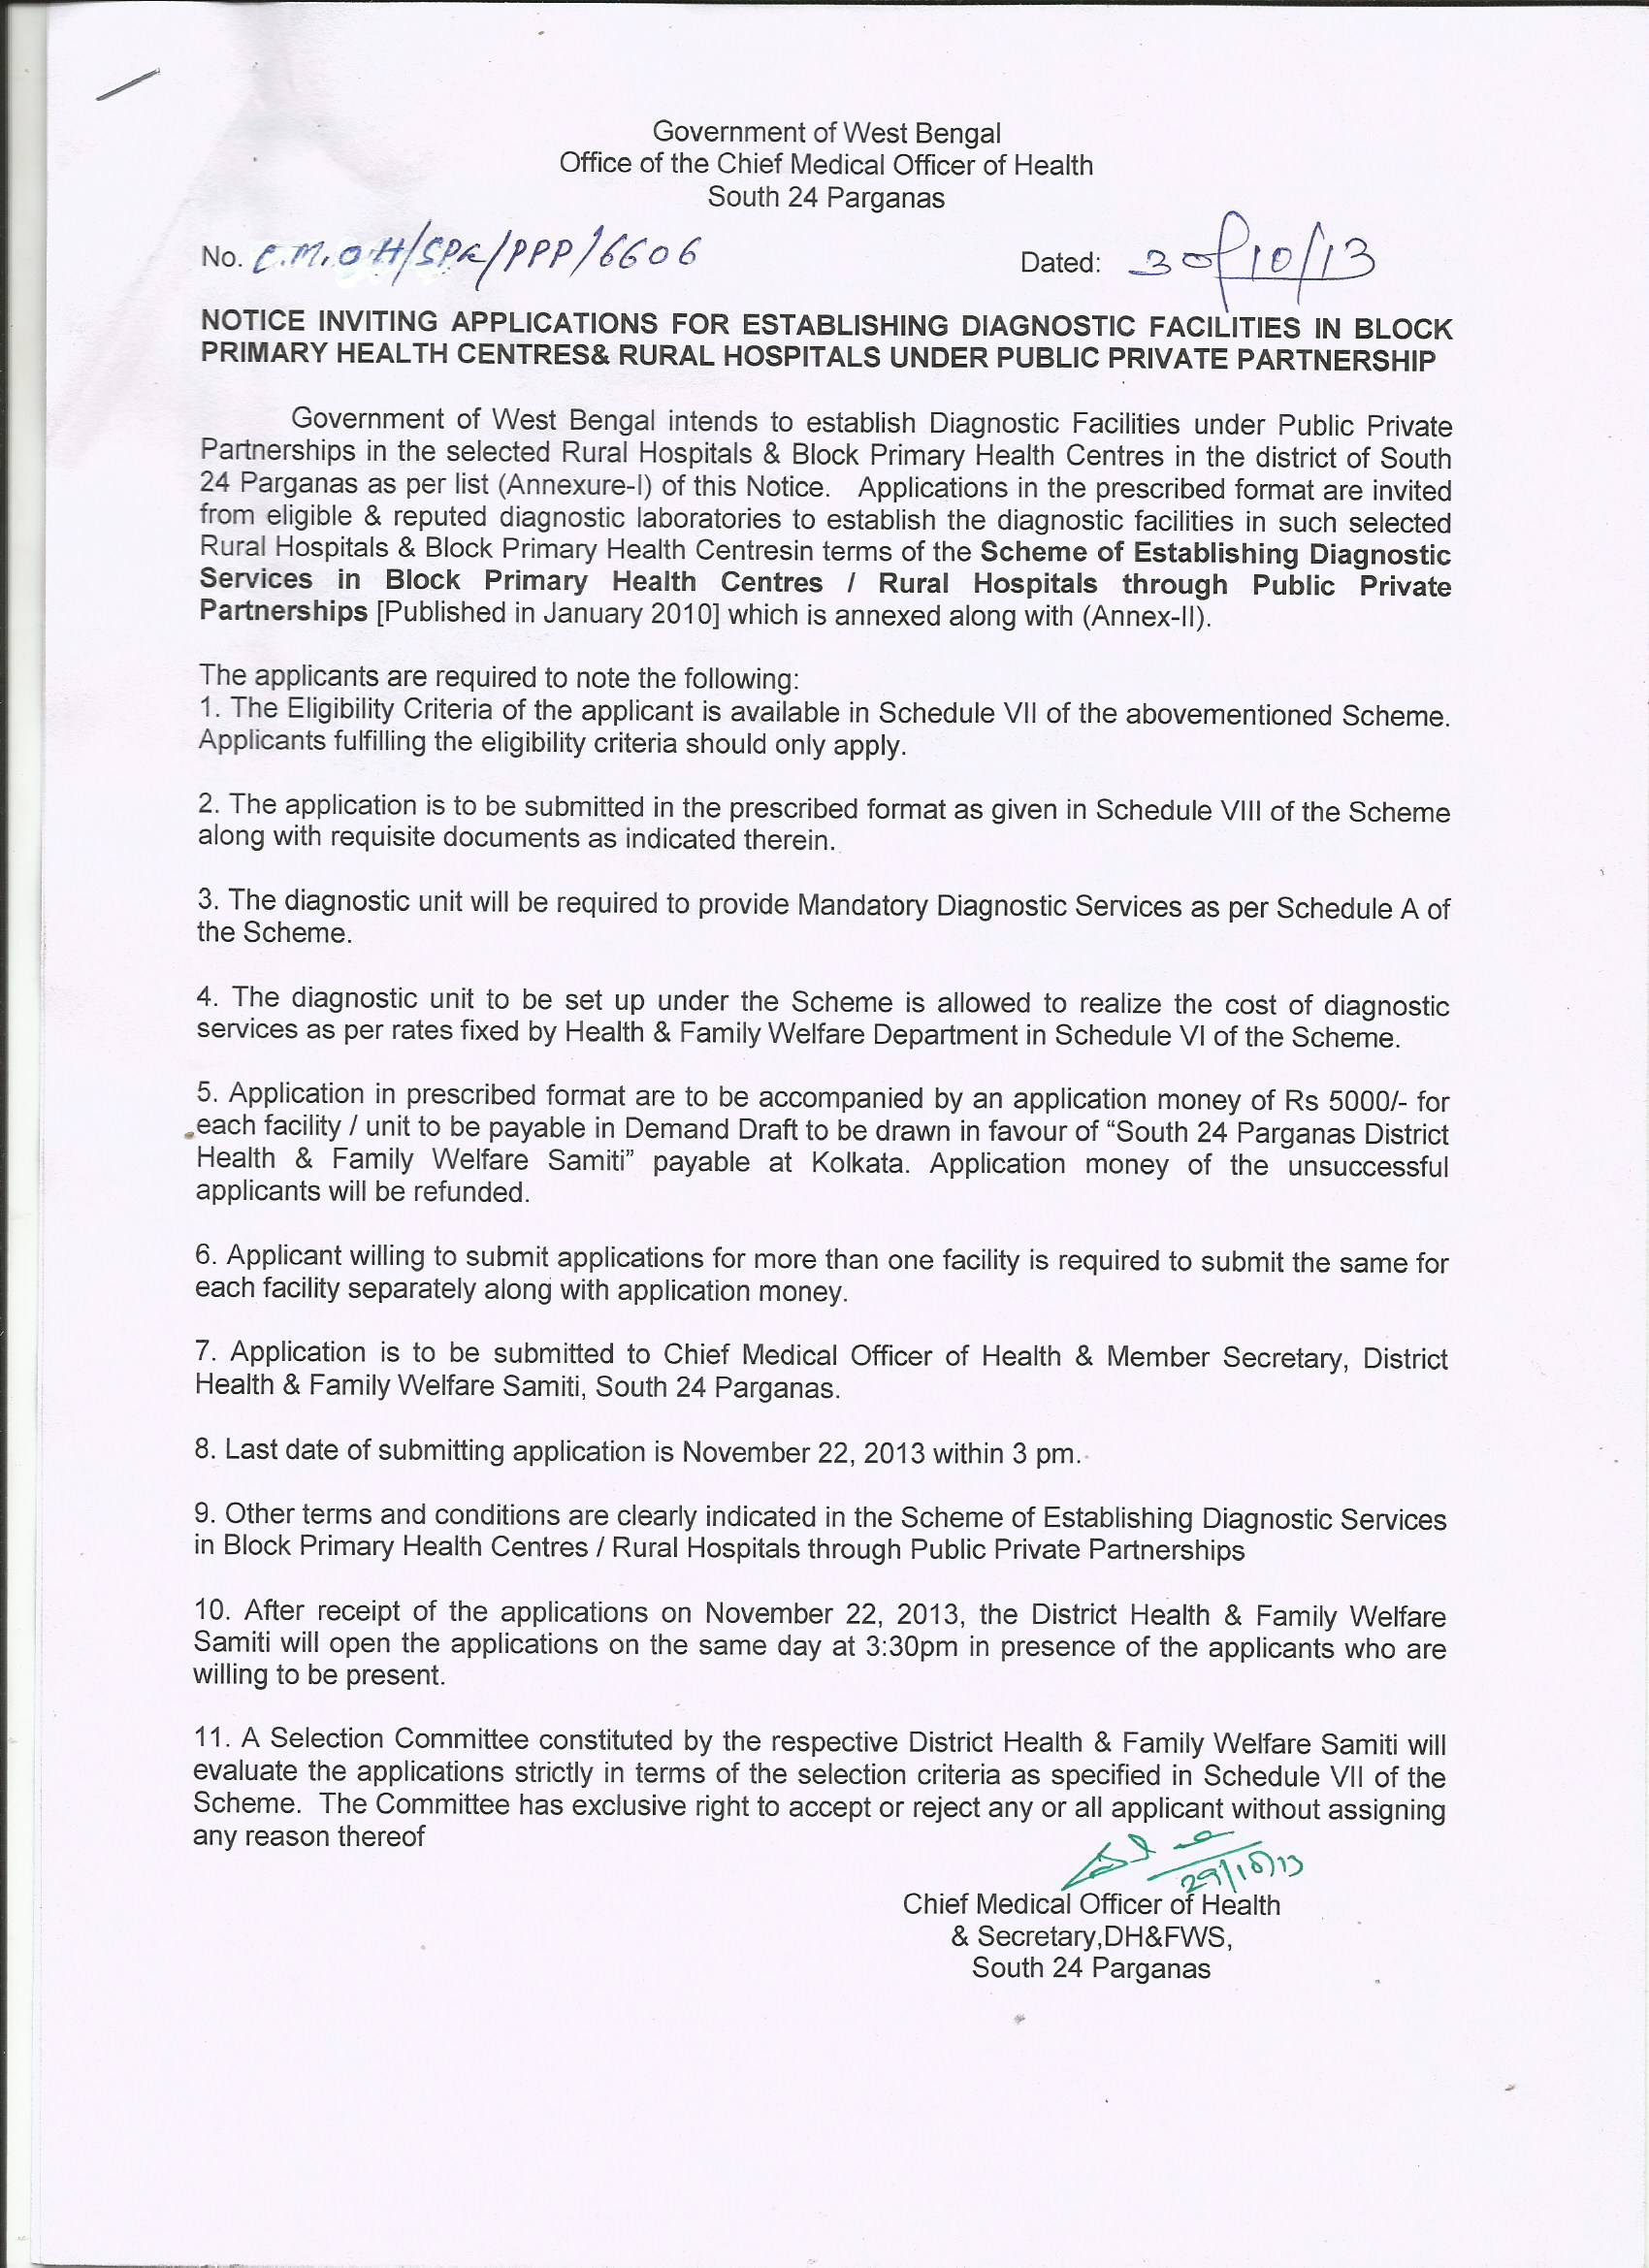 Government of West Bengal
Office of the Chief Medical Officer of Health
South 24 Parganas
No. C.M.OH/SPG/PPP/6606 Dated: 30/10/13
NOTICE INVITING APPLICATIONS FOR ESTABLISHING DIAGNOSTIC FACILITIES IN BLOCK
PRIMARY HEALTH CENTRES& RURAL HOSPITALS UNDER PUBLIC PRIVATE PARTNERSHIP
Government of West Bengal intends to establish Diagnostic Facilities under Public Private
Partnerships in the selected Rural Hospitals & Block Primary Health Centres in the district of South
24 Parganas as per list (Annexure-I) of this Notice. Applications in the prescribed format are invited
from eligible & reputed diagnostic laboratories to establish the diagnostic facilities in such selected
Rural Hospitals & Block Primary Health Centresin terms of the Scheme of Establishing Diagnostic
Services in Block Primary Health Centres / Rural Hospitals through Public Private
Partnerships [Published in January 2010] which is annexed along with (Annex-II).
The applicants are required to note the following:
1. The Eligibility Criteria of the applicant is available in Schedule VII of the abovementioned Scheme.
Applicants fulfilling the eligibility criteria should only apply.
2. The application is to be submitted in the prescribed format as given in Schedule VIII of the Scheme
along with requisite documents as indicated therein.
3. The diagnostic unit will be required to provide Mandatory Diagnostic Services as per Schedule A of
the Scheme.
4. The diagnostic unit to be set up under the Scheme is allowed to realize the cost of diagnostic
services as per rates fixed by Health & Family Welfare Department in Schedule VI of the Scheme.
5. Application in prescribed format are to be accompanied by an application money of Rs 5000/- for
each facility / unit to be payable in Demand Draft to be drawn in favour of “South 24 Parganas District
Health & Family Welfare Samiti” payable at Kolkata. Application money of the unsuccessful
applicants will be refunded.
6. Applicant willing to submit applications for more than one facility is required to submit the same for
each facility separately along with application money.
7. Application is to be submitted to Chief Medical Officer of Health & Member Secretary, District
Health & Family Welfare Samiti, South 24 Parganas.
8. Last date of submitting application is November 22, 2013 within 3 pm.
9. Other terms and conditions are clearly indicated in the Scheme of Establishing Diagnostic Services
in Block Primary Health Centres / Rural Hospitals through Public Private Partnerships
10. After receipt of the applications on November 22, 2013, the District Health & Family Welfare
Samiti will open the applications on the same day at 3:30pm in presence of the applicants who are
willing to be present.
11. A Selection Committee constituted by the respective District Health & Family Welfare Samiti will
evaluate the applications strictly in terms of the selection criteria as specified in Schedule VII of the
Scheme. The Committee has exclusive right to accept or reject any or all applicant without assigning
any reason thereof
29/10/13
Chief Medical Officer of Health
& Secretary,DH&FWS,
South 24 Parganas